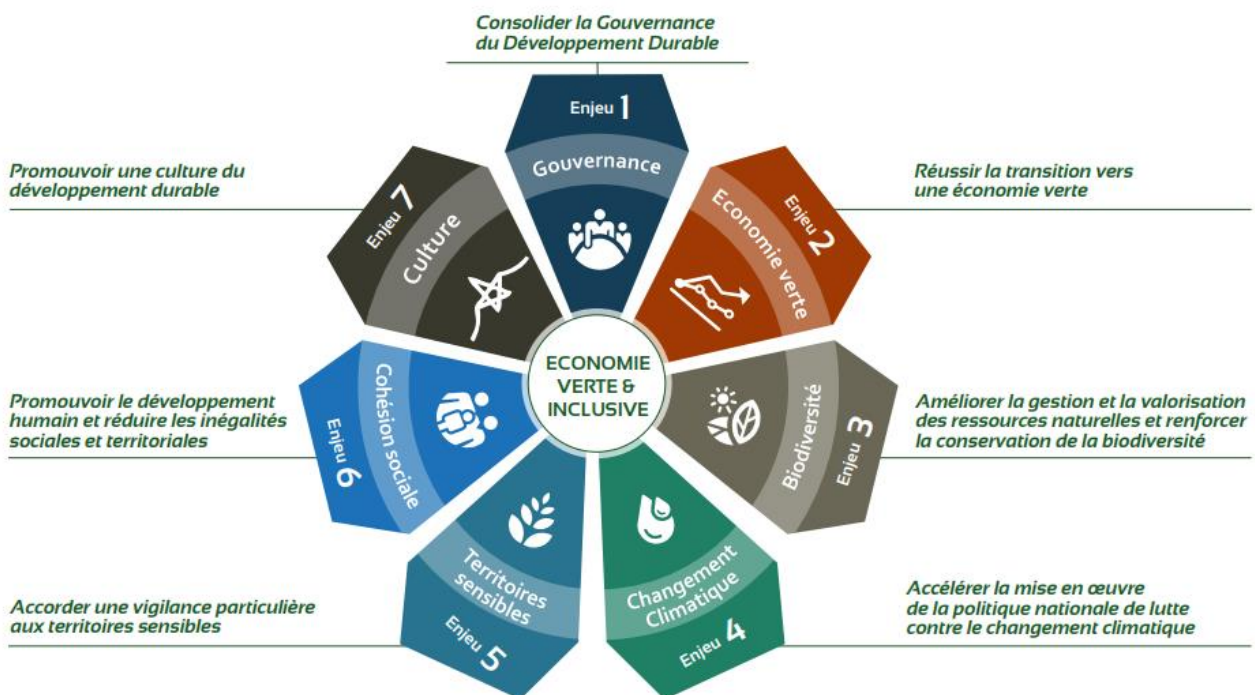 Consolider la Gouvernance
du Développement Durable
Enjeu 1
Gouvernance
Réussir la transition vers
une économie verte
Enjeu 2
Economie verte
Améliorer la gestion et la valorisation
des ressources naturelles et renforcer
la conservation de la biodiversité
Enjeu 3
Biodiversité
Accélérer la mise en œuvre
de la politique nationale de lutte
contre le changement climatique
Enjeu 4
Changement
Climatique
Accorder une vigilance particulière
aux territoires sensibles
Enjeu 5
Territoires
sensibles
Promouvoir le développement
humain et réduire les inégalités
sociales et territoriales
Enjeu 6
Cohésion sociale
Promouvoir une culture du
développement durable
Enjeu 7
Culture
ECONOMIE
VERTE &
INCLUSIVE